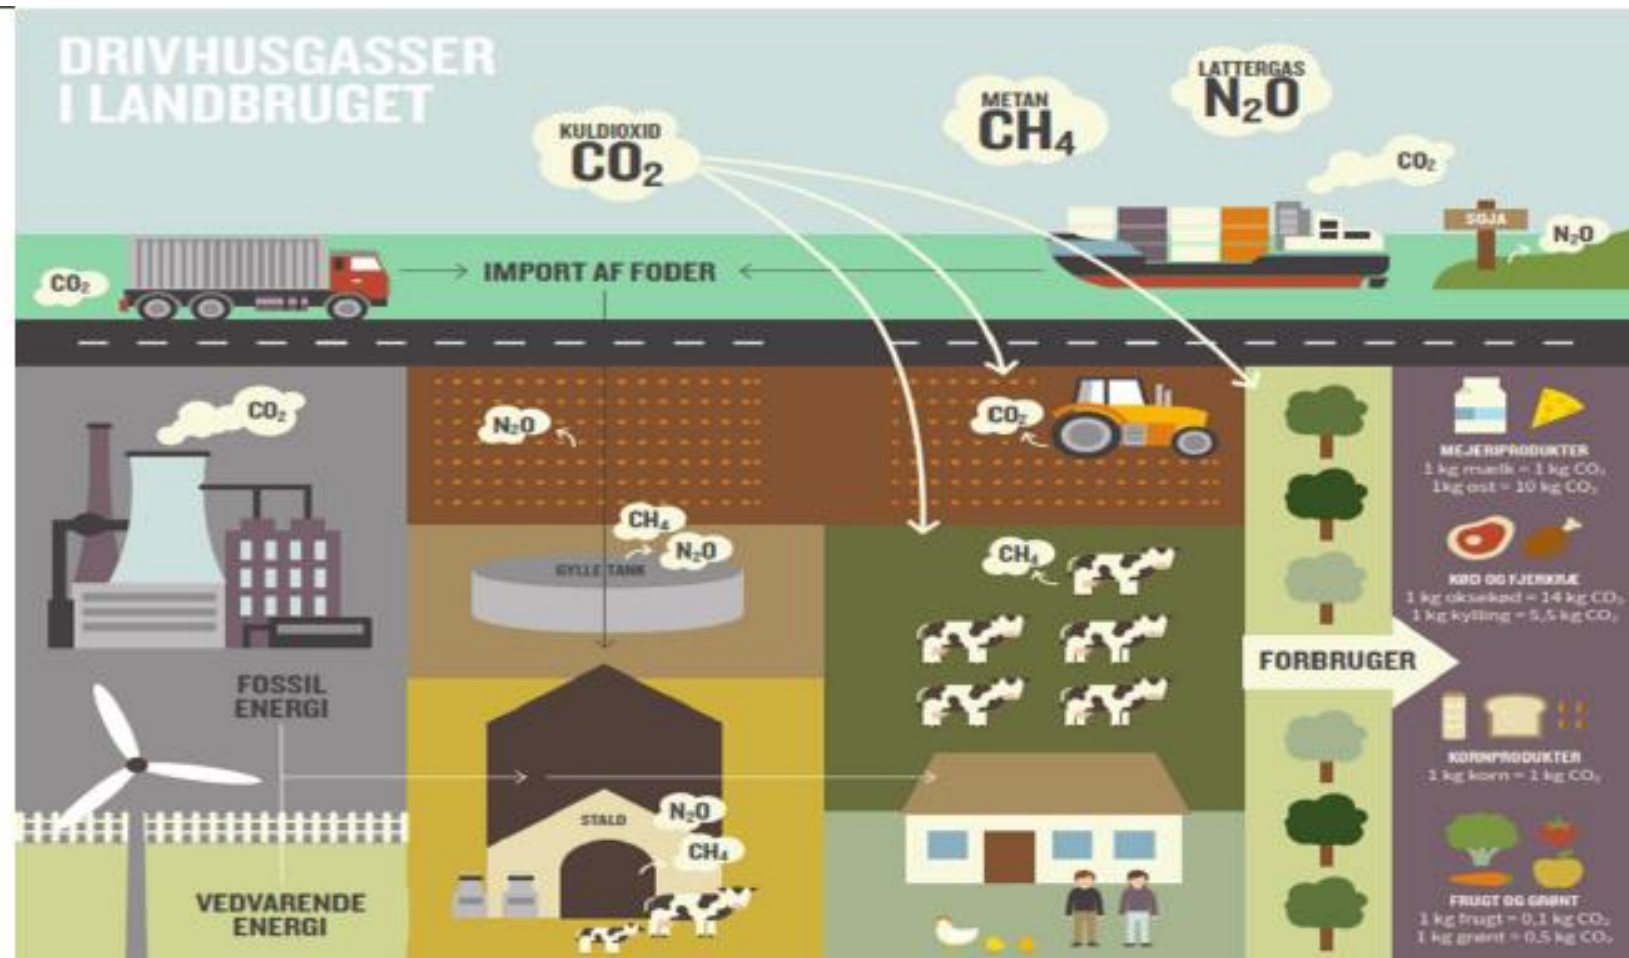 DRIVHUSGASSER
I LANDBRUGET
KULDIOXID
CO₂
METAN
CH₄
LATTERGAS
N₂O
CO₂
SOJA
N₂O
CO₂
IMPORT AF FODER
CO₂
N₂O
CO₂
CH₄
N₂O
GYLLETANK
CH₄
FOSSIL
ENERGI
STALD
N₂O
CH₄
VEDVARENDE
ENERGI
FORBRUGER
MEJERIPRODUKTER
1 kg mælk = 1 kg CO₂
1kg ost = 10 kg CO₂
KØD OG FJERKRÆ
1 kg oksekød = 14 kg CO₂
1 kg kylling = 5,5 kg CO₂
KORNPRODUKTER
1 kg korn = 1 kg CO₂
FRUGT OG GRØNT
1 kg frugt = 0,1 kg CO₂
1 kg grønt = 0,5 kg CO₂